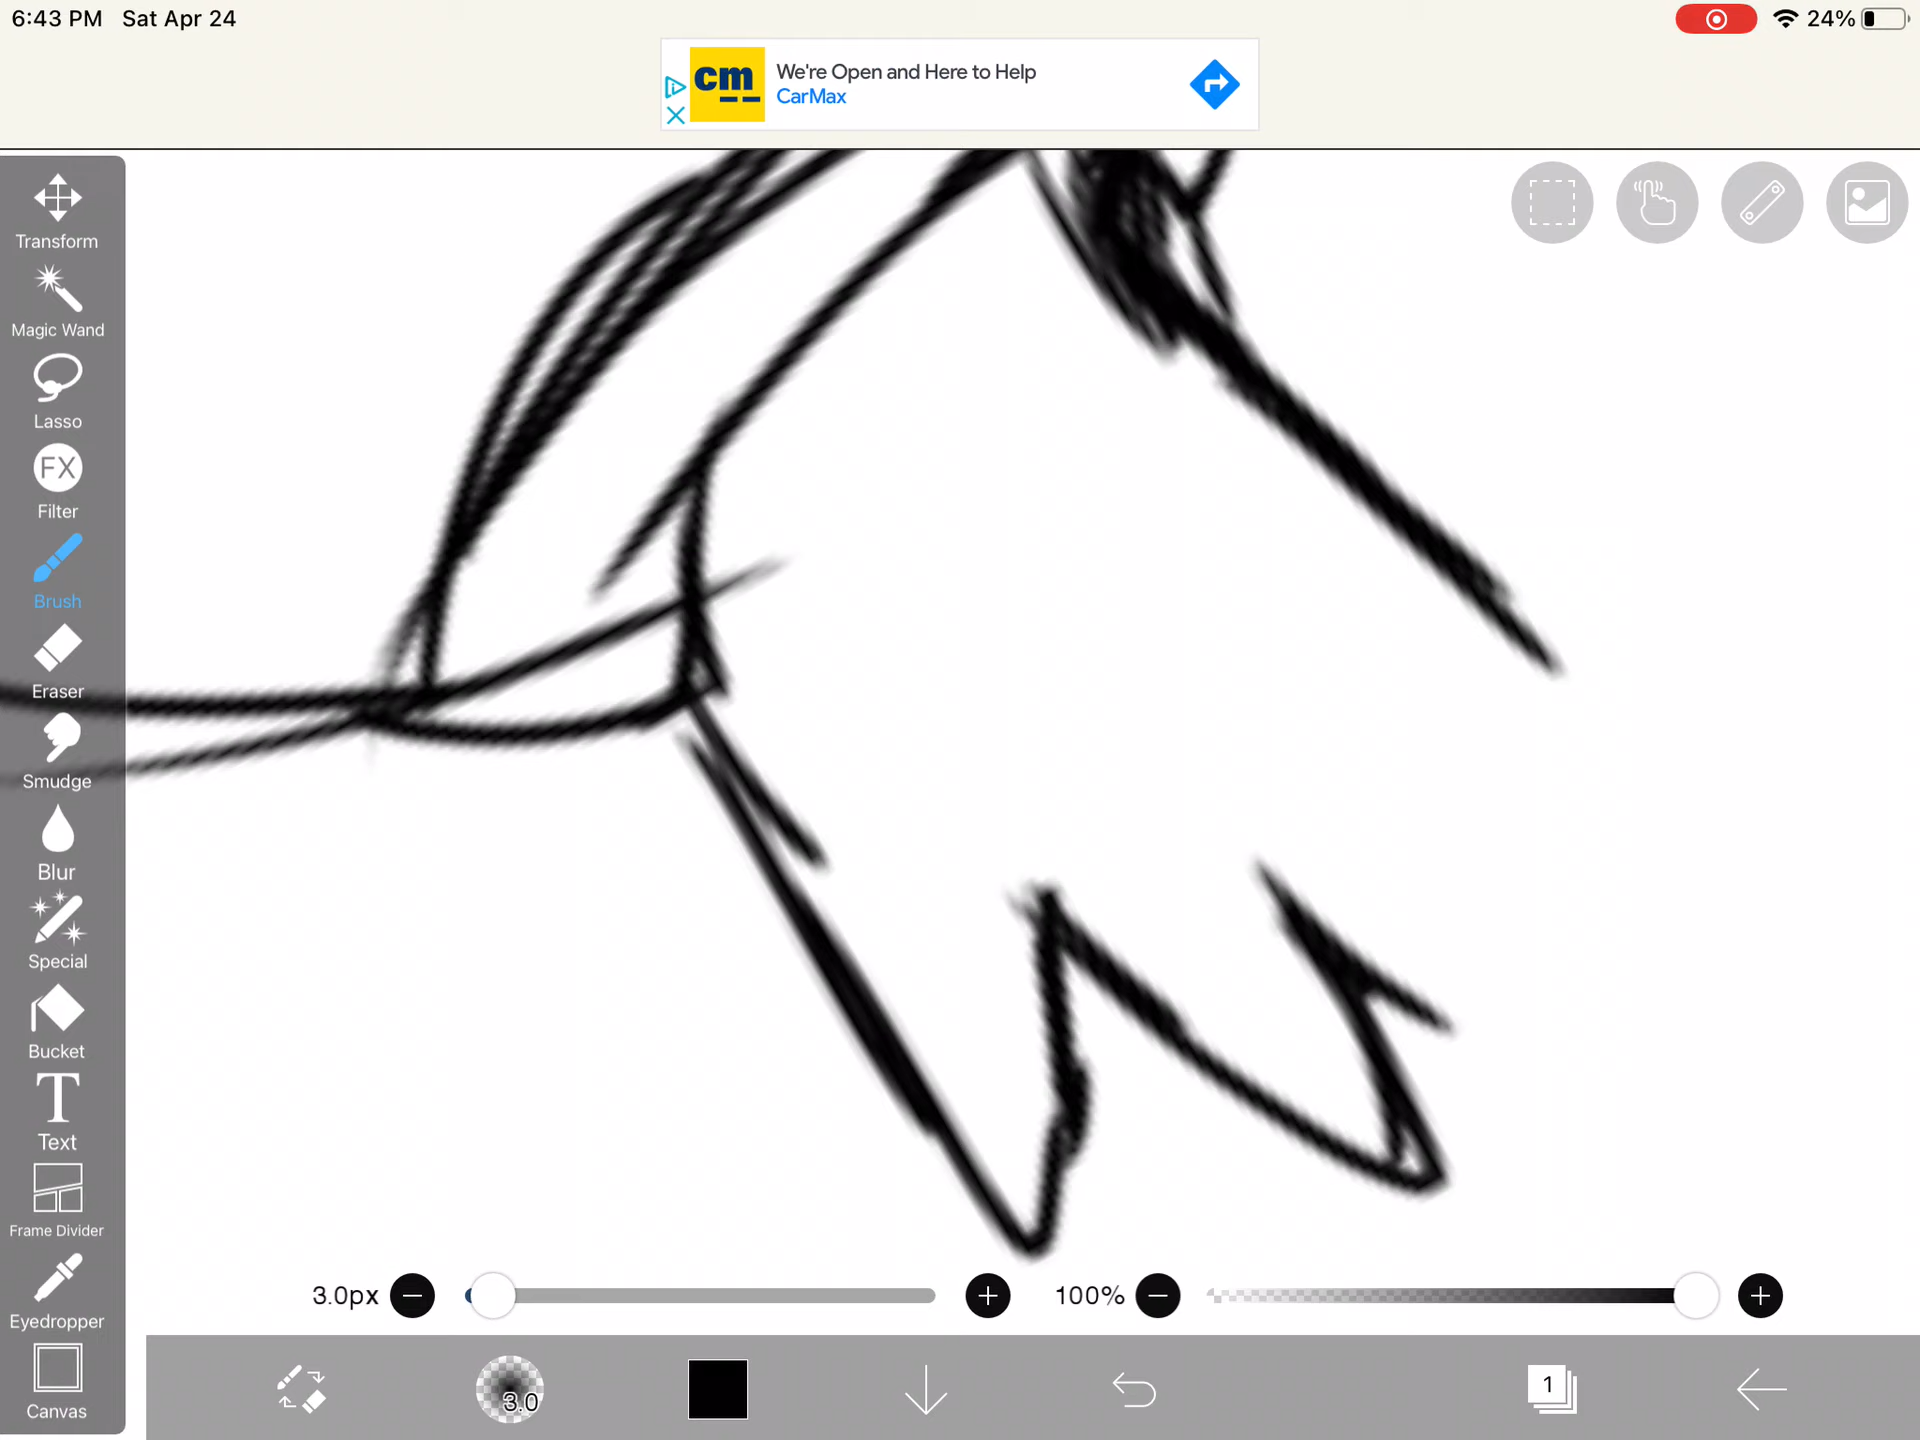 6:43 PM Sat Apr 24
24%
cm
We're Open and Here to Help
CarMax
Transform
Magic Wand
Lasso
FX
Filter
Brush
Eraser
Smudge
Blur
Special
Bucket
T
Text
Frame Divider
Eyedropper
Canvas
3.0px
100%
3.0
1